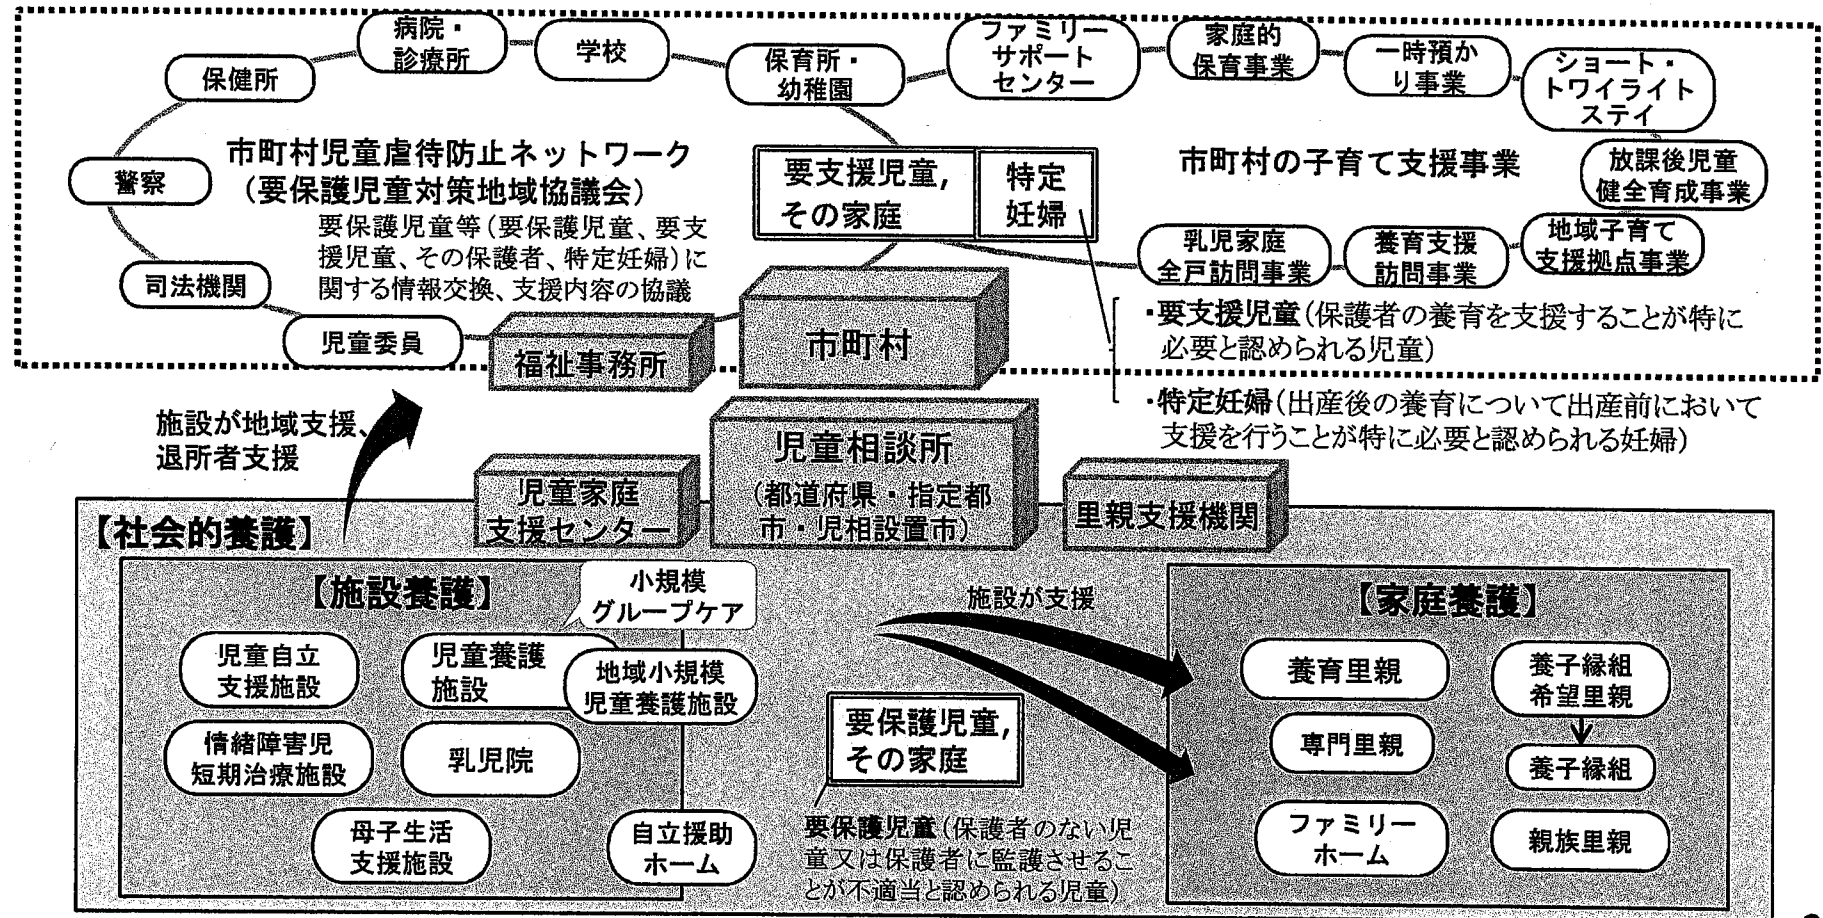 病院・
診療所
学校
保育所・
幼稚園
ファミリー
サポート
センター
家庭的
保育事業
一時預か
り事業
ショート・
トワイライト
ステイ
保健所
警察
司法機関
児童委員
市町村児童虐待防止ネットワーク
（要保護児童対策地域協議会）
要保護児童等（要保護児童、要支
援児童、その保護者、特定妊婦）に
関する情報交換、支援内容の協議
要支援児童，
その家庭
特定
妊婦
市町村の子育て支援事業
放課後児童
健全育成事業
地域子育て
支援拠点事業
養育支援
訪問事業
乳児家庭
全戸訪問事業
福祉事務所
市町村
・要支援児童（保護者の養育を支援することが特に
必要と認められる児童）
・特定妊婦（出産後の養育について出産前において
支援を行うことが特に必要と認められる妊婦）
施設が地域支援、
退所者支援
児童家庭
支援センター
児童相談所
（都道府県・指定都
市・児相設置市）
里親支援機関
【社会的養護】
【施設養護】
小規模
グループケア
児童自立
支援施設
児童養護
施設
地域小規模
児童養護施設
情緒障害児
短期治療施設
乳児院
母子生活
支援施設
自立援助
ホーム
施設が支援
要保護児童，
その家庭
要保護児童（保護者のない児
童又は保護者に監護させるこ
とが不適当と認められる児童）
【家庭養護】
養育里親
養子縁組
希望里親
専門里親
養子縁組
ファミリー
ホーム
親族里親